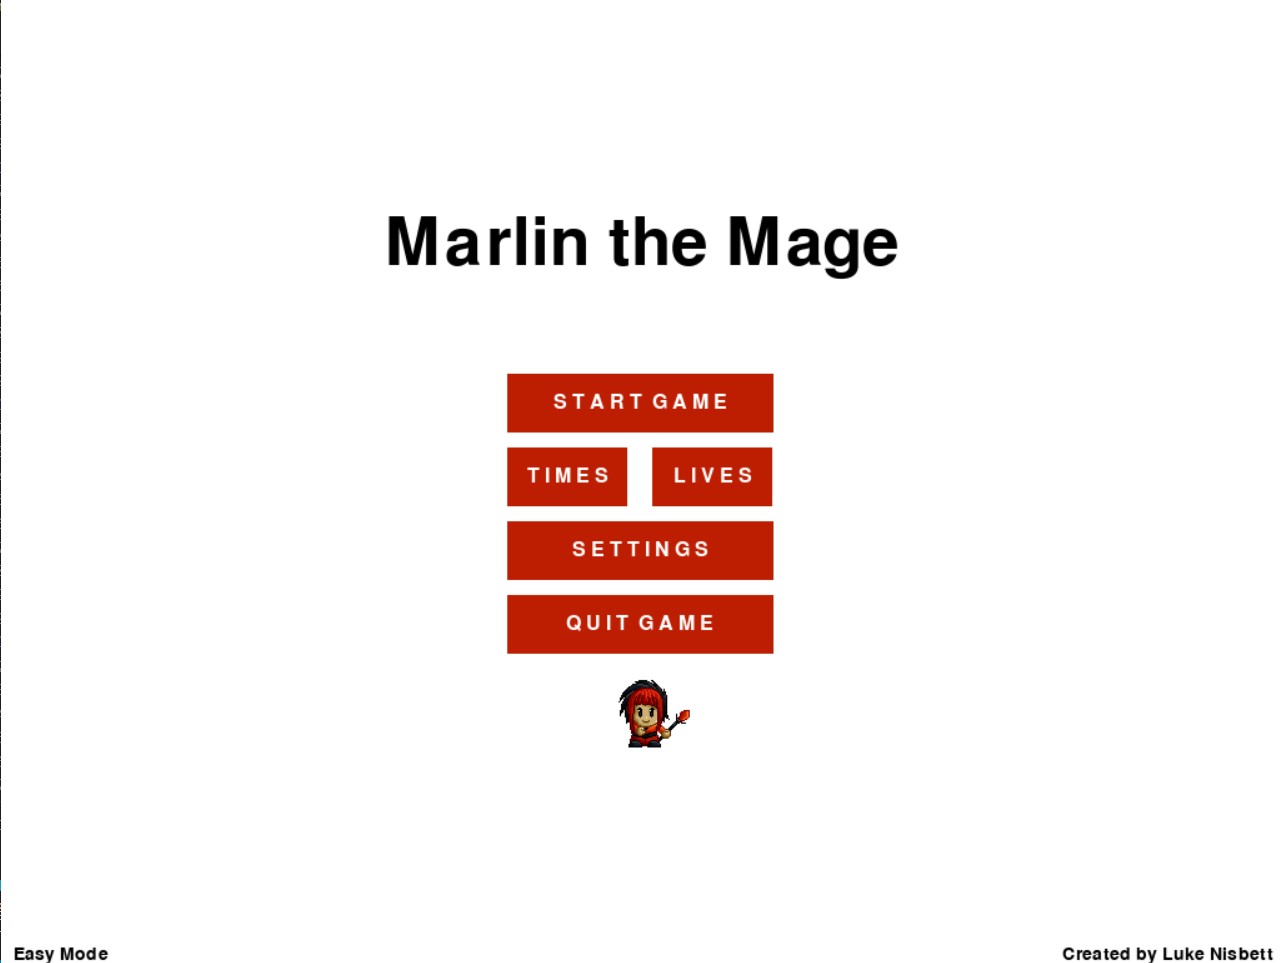 Marlin the Mage
START GAME
TIMES LIVES
SETTINGS
QUIT GAME
Easy Mode Created by Luke Nisbett